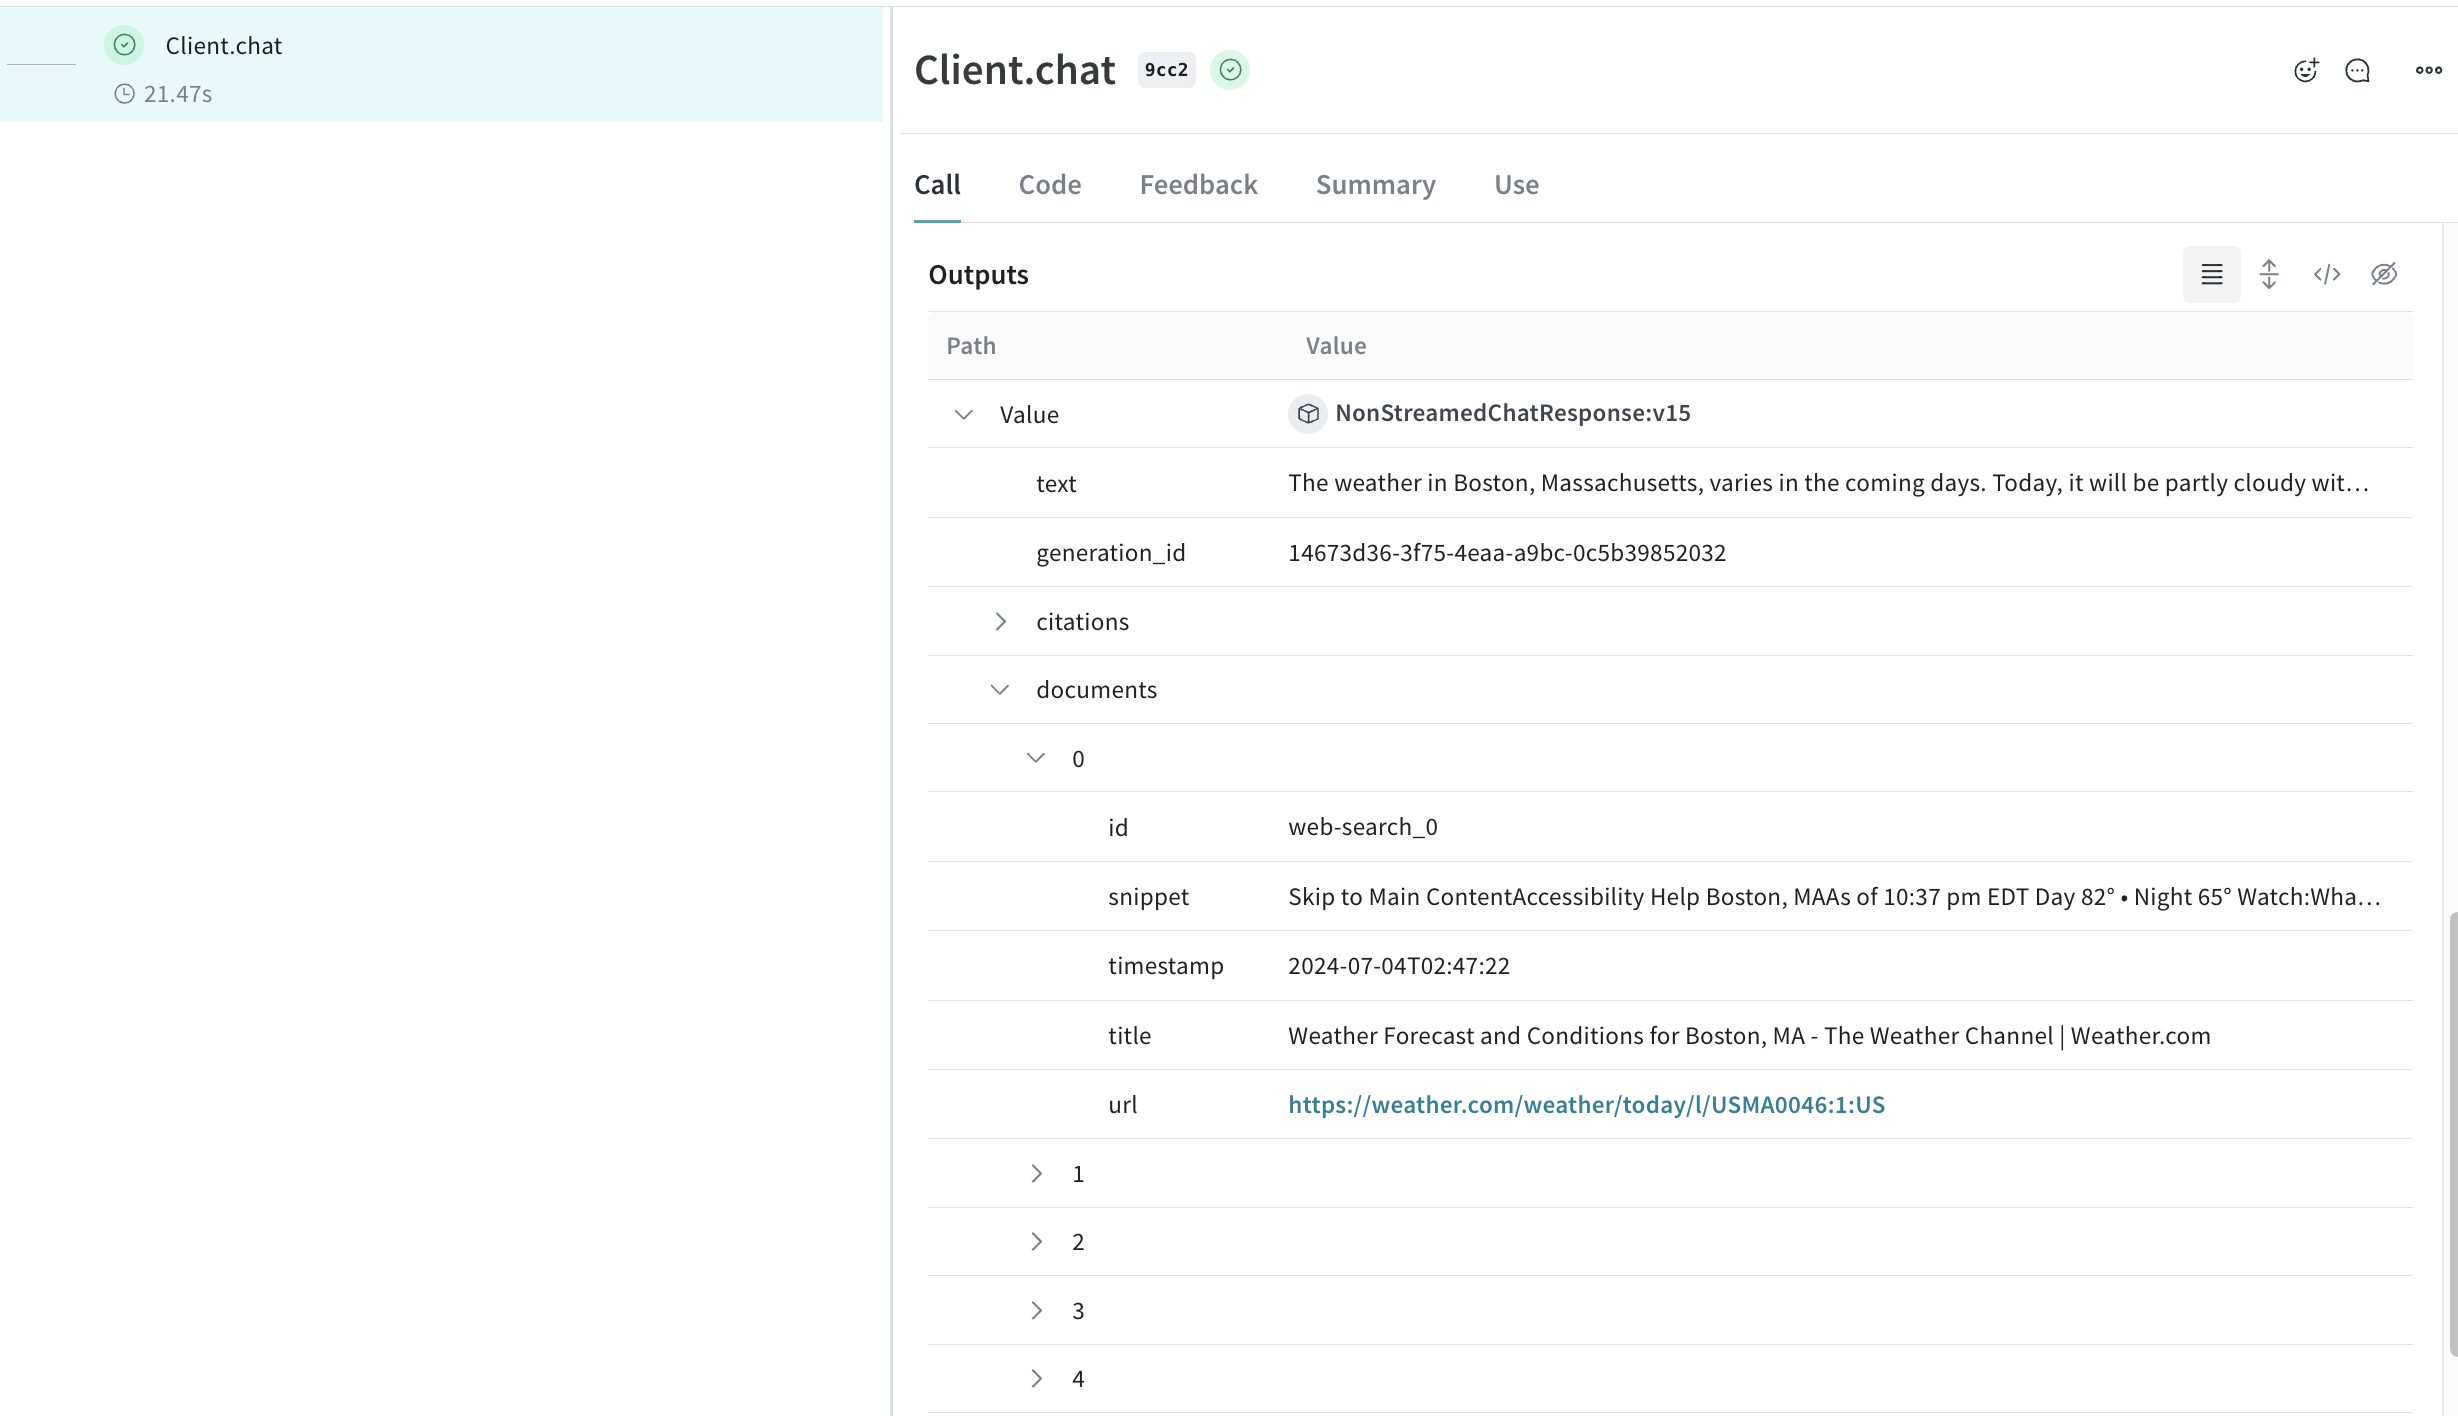 Client.chat
21.47s
Client.chat 9cc2
Call Code Feedback Summary Use
Outputs
Path Value
Value NonStreamedChatResponse:v15
text The weather in Boston, Massachusetts, varies in the coming days. Today, it will be partly cloudy wit…
generation_id 14673d36-3f75-4eaa-a9bc-0c5b39852032
citations
documents
0
id web-search_0
snippet Skip to Main ContentAccessibility Help Boston, MAAs of 10:37 pm EDT Day 82° • Night 65° Watch:Wha…
timestamp 2024-07-04T02:47:22
title Weather Forecast and Conditions for Boston, MA - The Weather Channel | Weather.com
url https://weather.com/weather/today/l/USMA0046:1:US
1
2
3
4